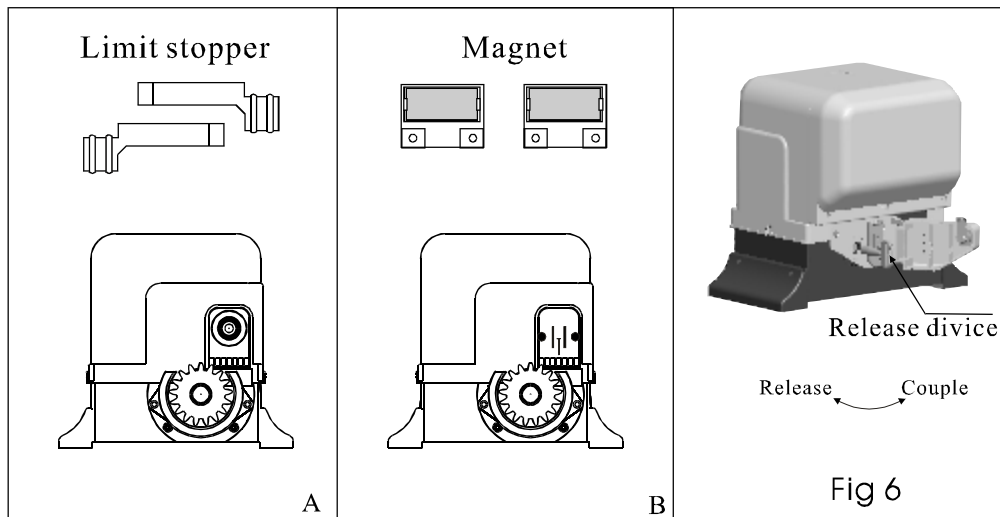 Limit stopper
A
Magnet
B
Release divice
Release Couple
Fig 6